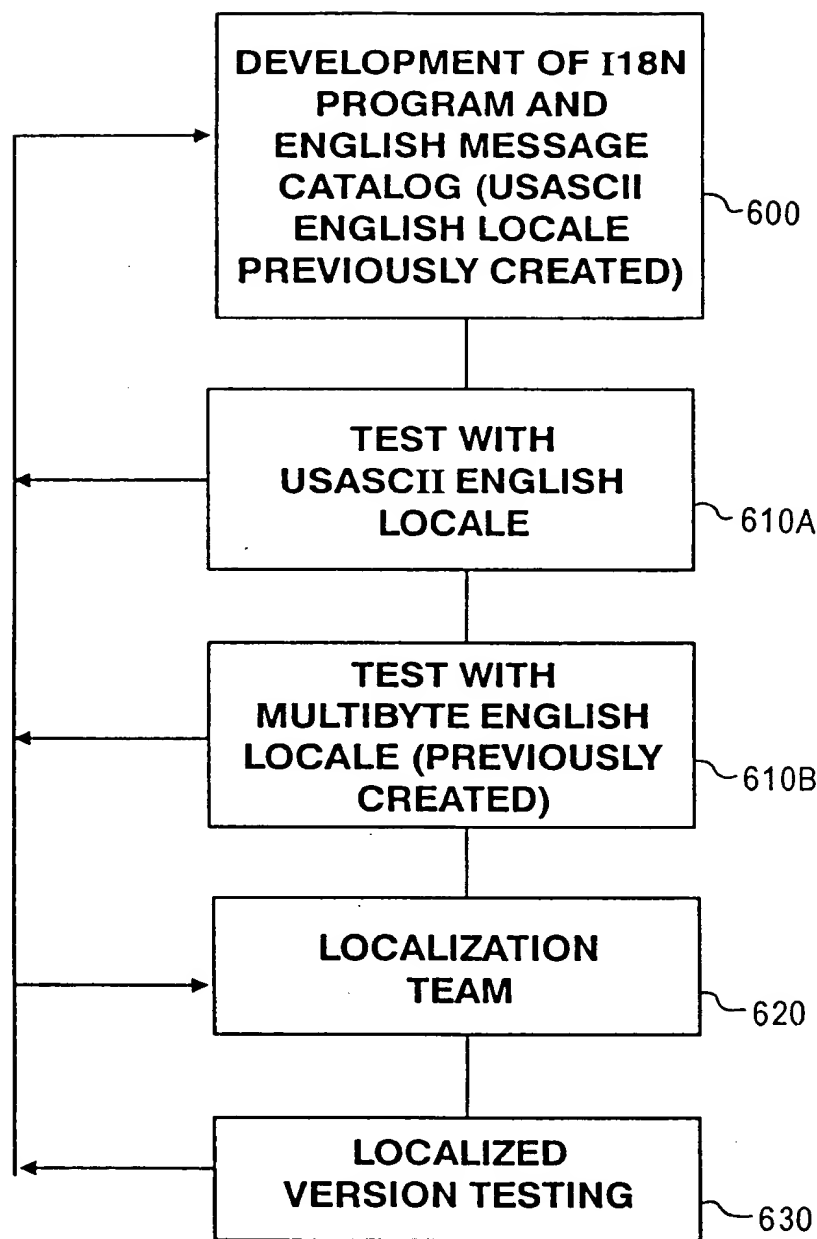 DEVELOPMENT OF I18N
PROGRAM AND
ENGLISH MESSAGE
CATALOG (USASCII
ENGLISH LOCALE
PREVIOUSLY CREATED)
600
TEST WITH
USASCII ENGLISH
LOCALE
610A
TEST WITH
MULTIBYTE ENGLISH
LOCALE (PREVIOUSLY
CREATED)
610B
LOCALIZATION
TEAM
620
LOCALIZED
VERSION TESTING
630